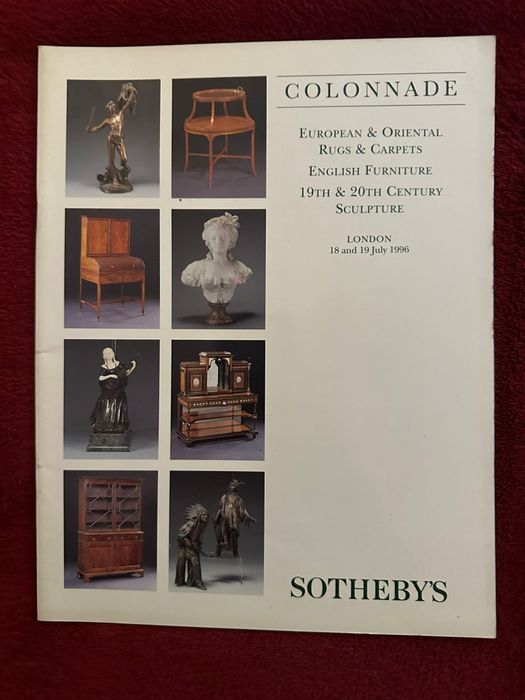 COLONNADE
EUROPEAN & ORIENTAL
RUGS & CARPETS
ENGLISH FURNITURE
19TH & 20TH CENTURY
SCULPTURE
LONDON
18 and 19 July 1996
SOTHEBY'S